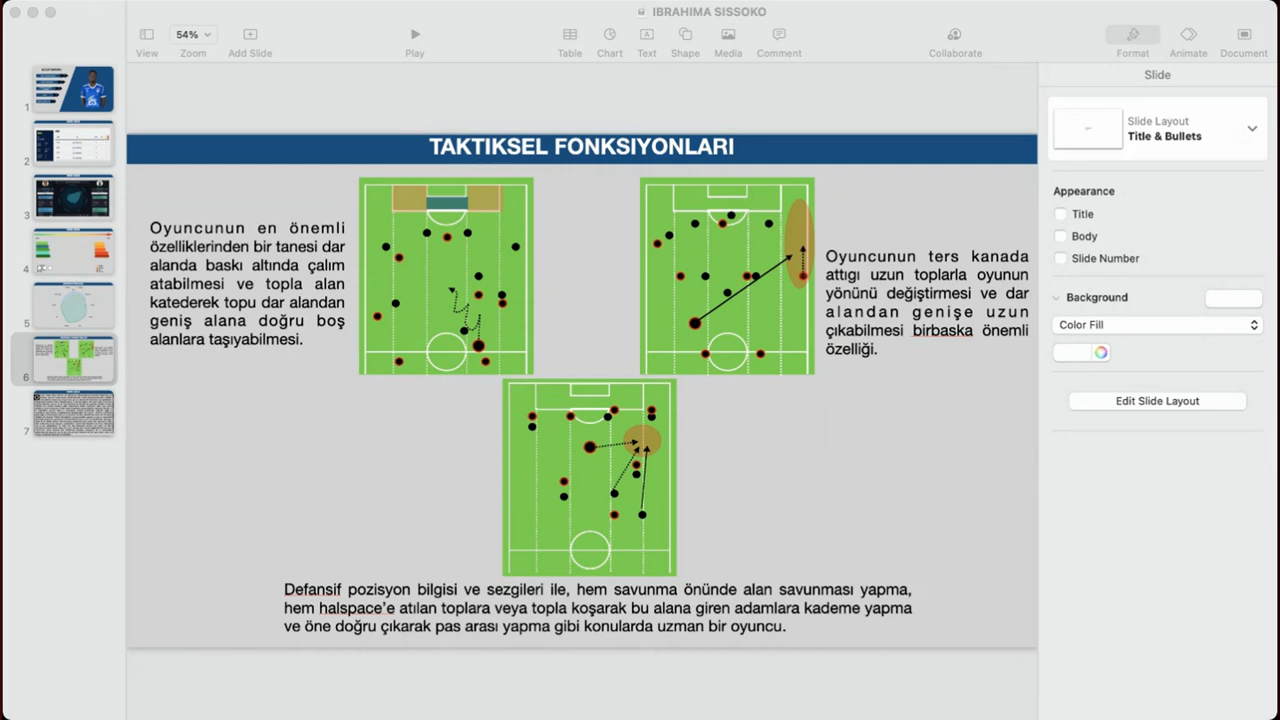 IBRAHIMA SISSOKO
54%
View
Zoom
Add Slide
Play
Table
Chart
Text
Shape
Media
Comment
Collaborate
Format
Animate
Document
1
2
3
4
5
6
7
TAKTIKSEL FONKSIYONLARI
Oyuncunun en önemli
özelliklerinden bir tanesi dar
alanda baskı altında çalım
atabilmesi ve topla alan
katederek topu dar alandan
geniş alana doğru boş
alanlara taşıyabilmesi.
Oyuncunun ters kanada
attıgı uzun toplarla oyunun
yönünü değiştirmesi ve dar
alandan genişe uzun
çıkabilmesi birbaska önemli
özelliği.
Defansif pozisyon bilgisi ve sezgileri ile, hem savunma önünde alan savunması yapma,
hem halspace'e atılan toplara veya topla koşarak bu alana giren adamlara kademe yapma
ve öne doğru çıkarak pas arası yapma gibi konularda uzman bir oyuncu.
Slide
Slide Layout
Title & Bullets
Appearance
Title
Body
Slide Number
Background
Color Fill
Edit Slide Layout